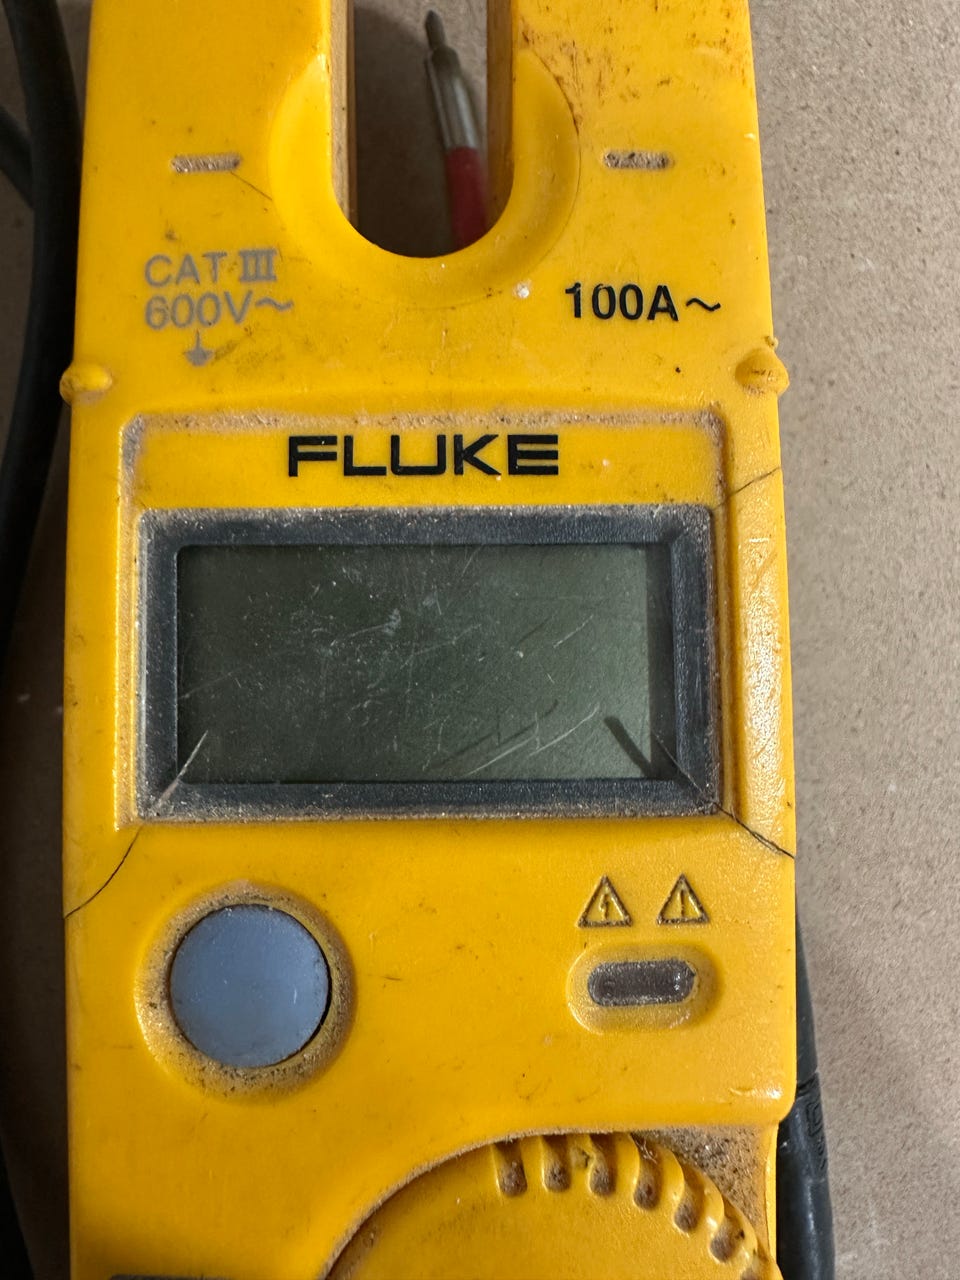 CAT III
600V~
100A~
FLUKE